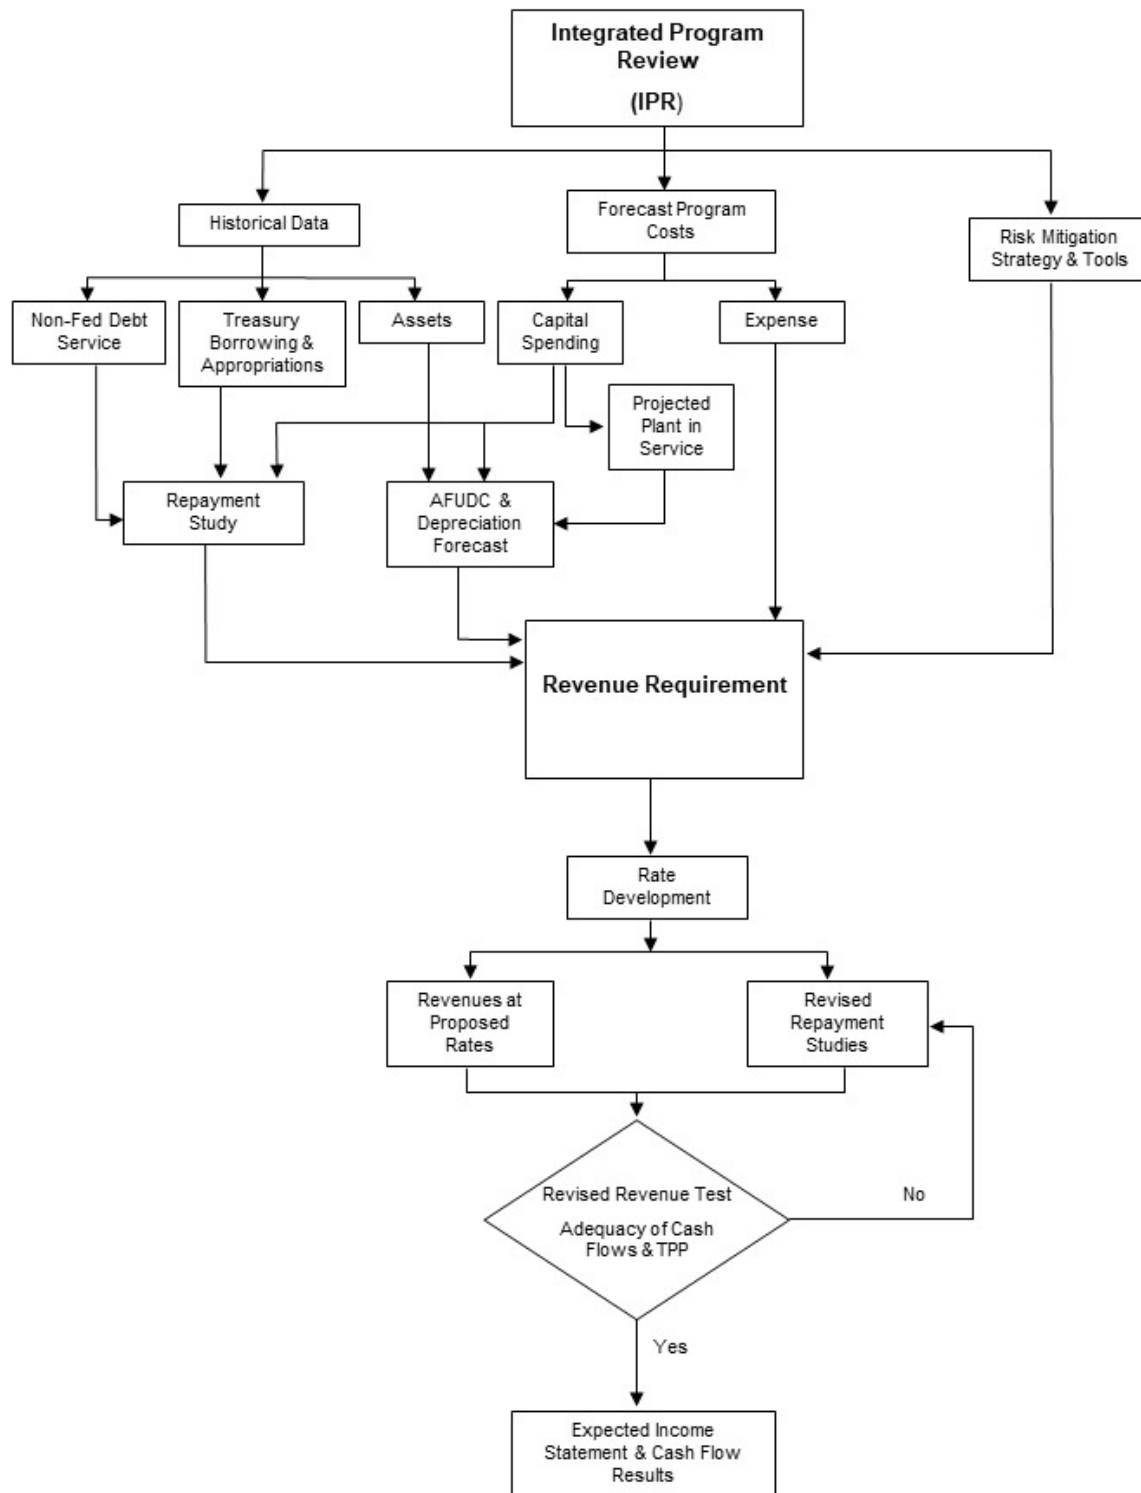 Integrated Program
Review
(IPR)
Historical Data
Forecast Program
Costs
Risk Mitigation
Strategy & Tools
Non-Fed Debt
Service
Treasury
Borrowing &
Appropriations
Assets
Capital
Spending
Expense
Projected
Plant in
Service
Repayment
Study
AFUDC &
Depreciation
Forecast
Revenue Requirement
Rate
Development
Revenues at
Proposed
Rates
Revised
Repayment
Studies
Revised Revenue Test
Adequacy of Cash
Flows & TPP
No
Yes
Expected Income
Statement & Cash Flow
Results